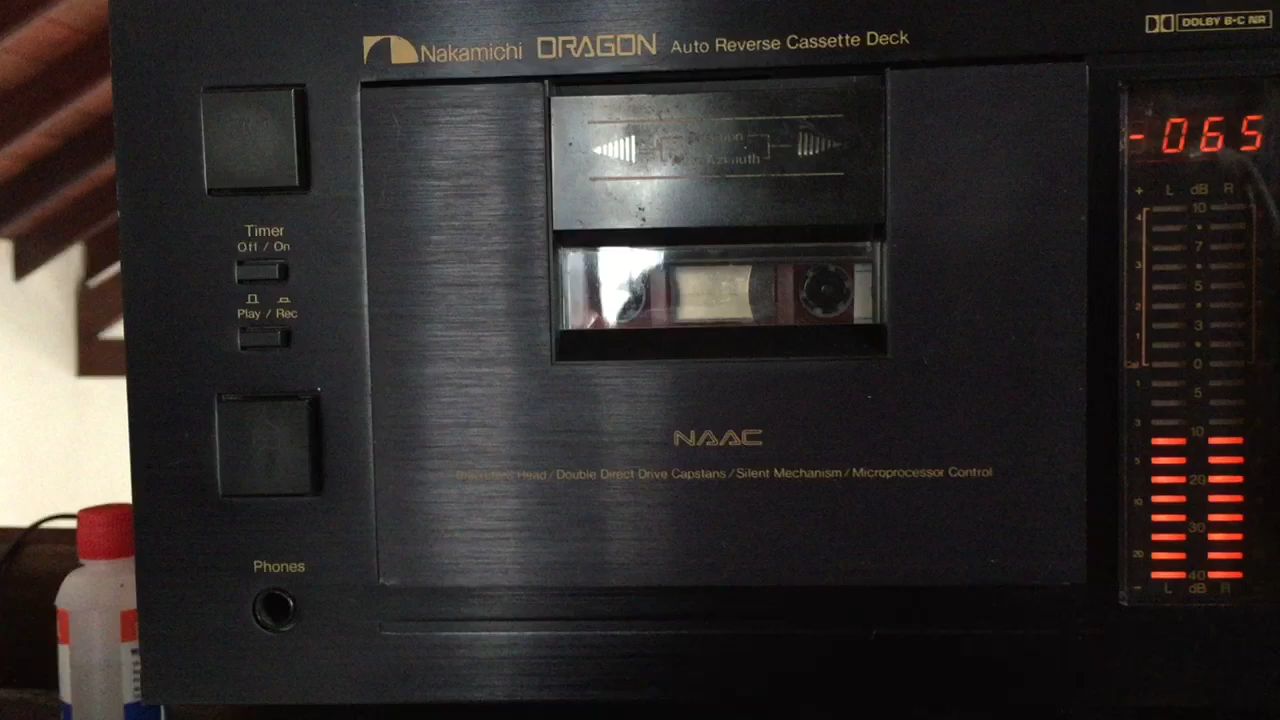 Nakamichi DRAGON Auto Reverse Cassette Deck
DOLBY B-C NR
-065
Azimuth
Timer
Off / On
Play / Rec
NAAC
Head / Double Direct Drive Capstans / Silent Mechanism / Microprocessor Control
Phones
+ L dB R
10
7
5
3
0
5
10
20
30
40
- L dB R